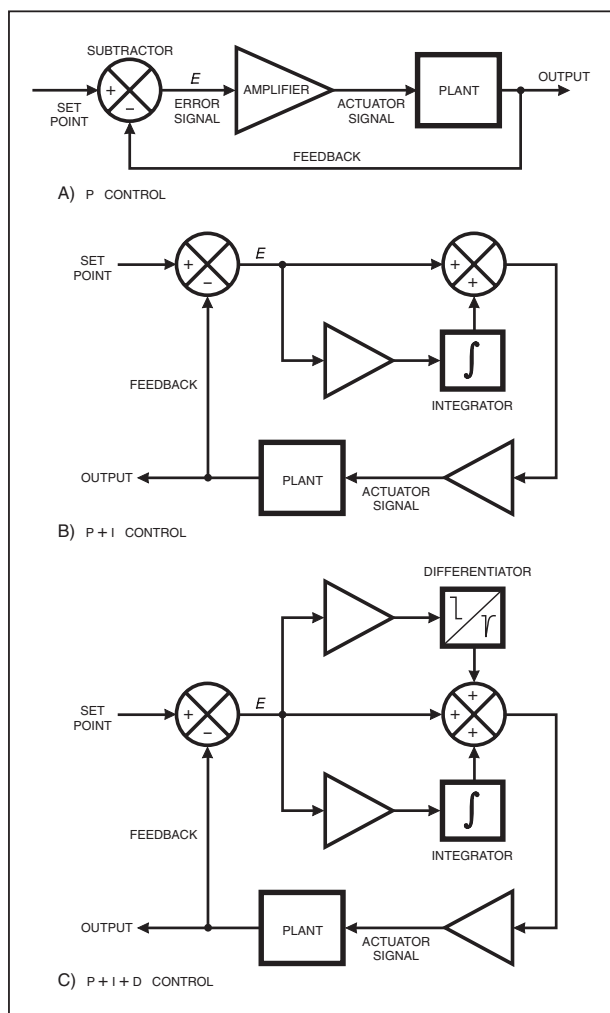 SUBTRACTOR
+
−
E
AMPLIFIER
PLANT
OUTPUT
SET
POINT
ERROR
SIGNAL
ACTUATOR
SIGNAL
FEEDBACK
A) P CONTROL
SET
POINT
+
−
E
+
+
∫
FEEDBACK
INTEGRATOR
OUTPUT
PLANT
ACTUATOR
SIGNAL
B) P + I CONTROL
DIFFERENTIATOR
SET
POINT
+
−
E
+
+
+
∫
FEEDBACK
INTEGRATOR
OUTPUT
PLANT
ACTUATOR
SIGNAL
C) P + I + D CONTROL